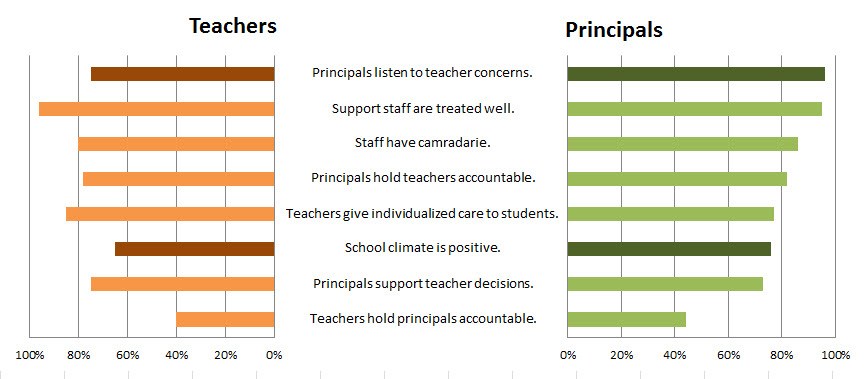 Teachers
Principals
Principals listen to teacher concerns.
Support staff are treated well.
Staff have camradarie.
Principals hold teachers accountable.
Teachers give individualized care to students.
School climate is positive.
Principals support teacher decisions.
Teachers hold principals accountable.
100% 80% 60% 40% 20% 0%
0% 20% 40% 60% 80% 100%